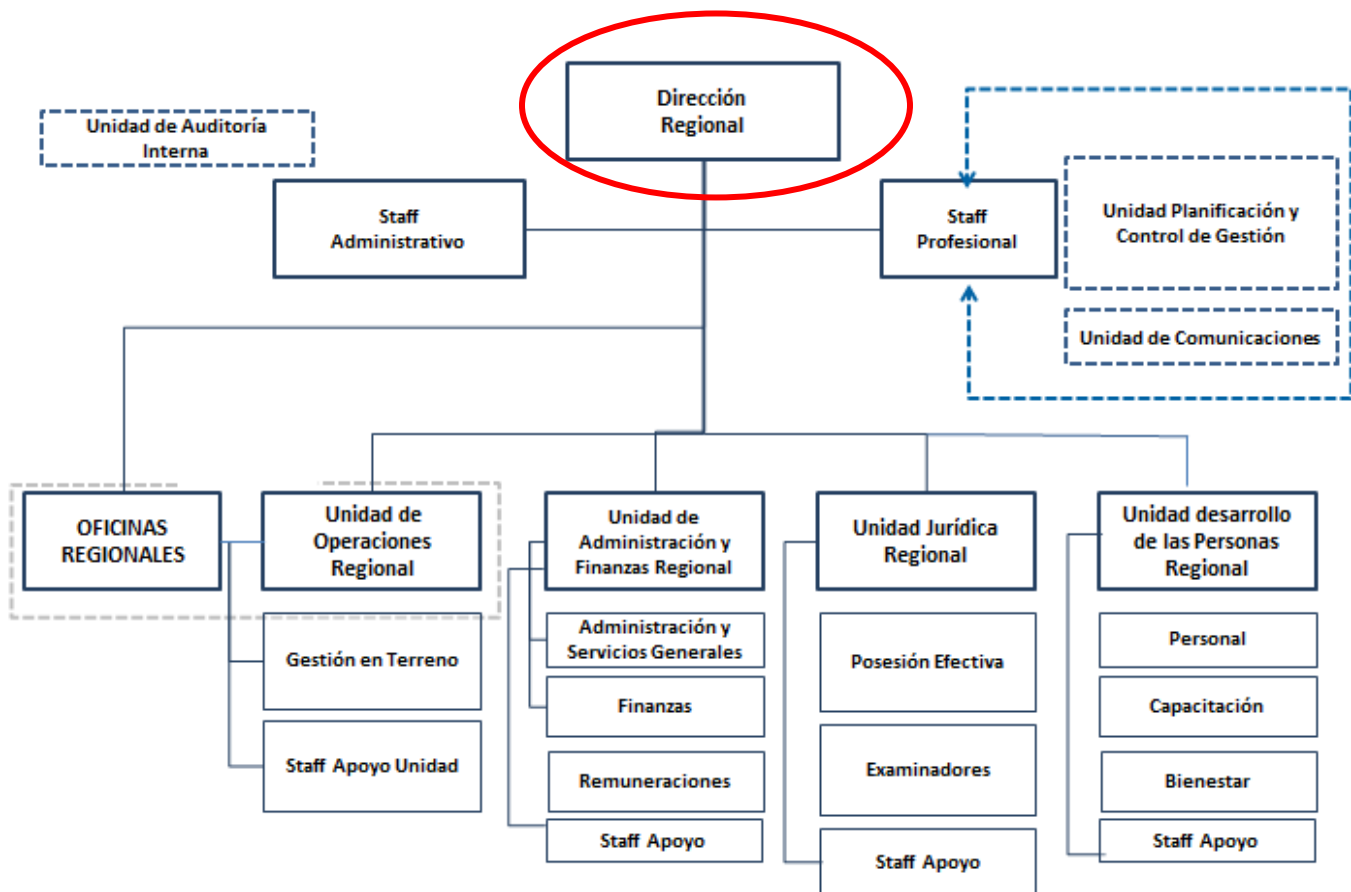 Dirección
Regional
Unidad de Auditoría
Interna
Staff
Administrativo
Staff
Profesional
Unidad Planificación y
Control de Gestión
Unidad de Comunicaciones
OFICINAS
REGIONALES
Unidad de
Operaciones
Regional
Gestión en Terreno
Staff Apoyo Unidad
Unidad de
Administración y
Finanzas Regional
Administración y
Servicios Generales
Finanzas
Remuneraciones
Staff Apoyo
Unidad Jurídica
Regional
Posesión Efectiva
Examinadores
Staff Apoyo
Unidad desarrollo
de las Personas
Regional
Personal
Capacitación
Bienestar
Staff Apoyo